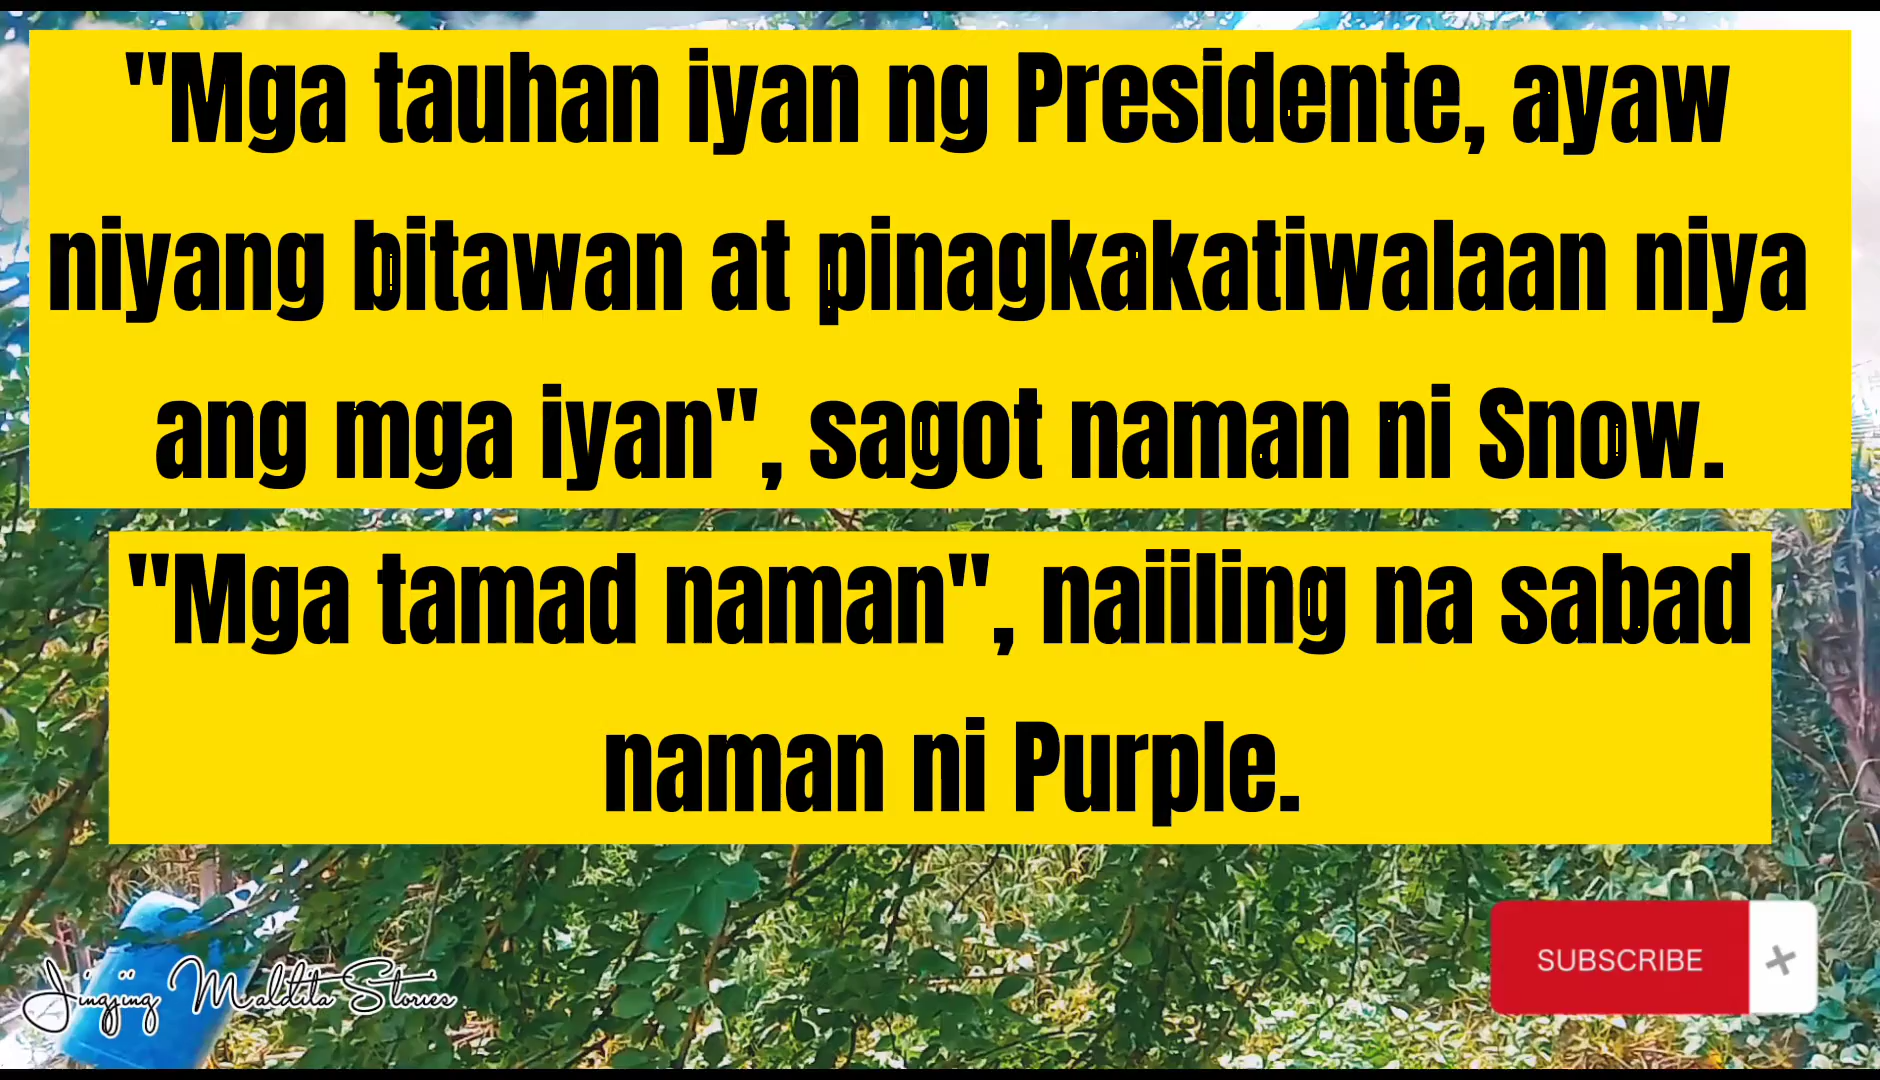 "Mga tauhan iyan ng Presidente, ayaw
niyang bitawan at pinagkakatiwalaan niya
ang mga iyan", sagot naman ni Snow.
"Mga tamad naman", naiiling na sabad
naman ni Purple.
Jingjing Maldita Stories
SUBSCRIBE